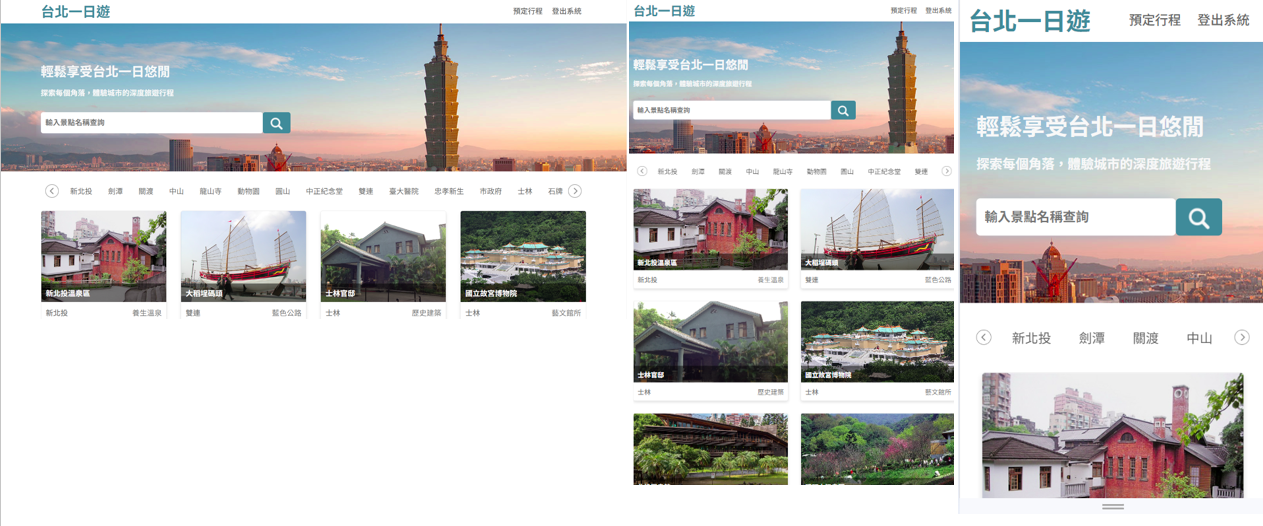 台北一日遊
預定行程 登出系統
輕鬆享受台北一日悠閒
探索每個角落，體驗城市的深度旅遊行程
輸入景點名稱查詢
新北投 劍潭 關渡 中山 龍山寺 動物園 圓山 中正紀念堂 雙連 臺大醫院 忠孝新生 市政府 士林 石牌
新北投溫泉區
大稻埕碼頭
士林官邸
國立故宮博物院
新北投 養生溫泉
雙連 藍色公路
士林 歷史建築
士林 藝文館所
台北一日遊
預定行程 登出系統
輕鬆享受台北一日悠閒
探索每個角落，體驗城市的深度旅遊行程
輸入景點名稱查詢
新北投 劍潭 關渡 中山 龍山寺 動物園 圓山 中正紀念堂 雙連
新北投溫泉區
大稻埕碼頭
新北投 養生溫泉
雙連 藍色公路
士林官邸
國立故宮博物院
士林 歷史建築
士林 藝文館所
台北一日遊
預定行程 登出系統
輕鬆享受台北一日悠閒
探索每個角落，體驗城市的深度旅遊行程
輸入景點名稱查詢
新北投 劍潭 關渡 中山